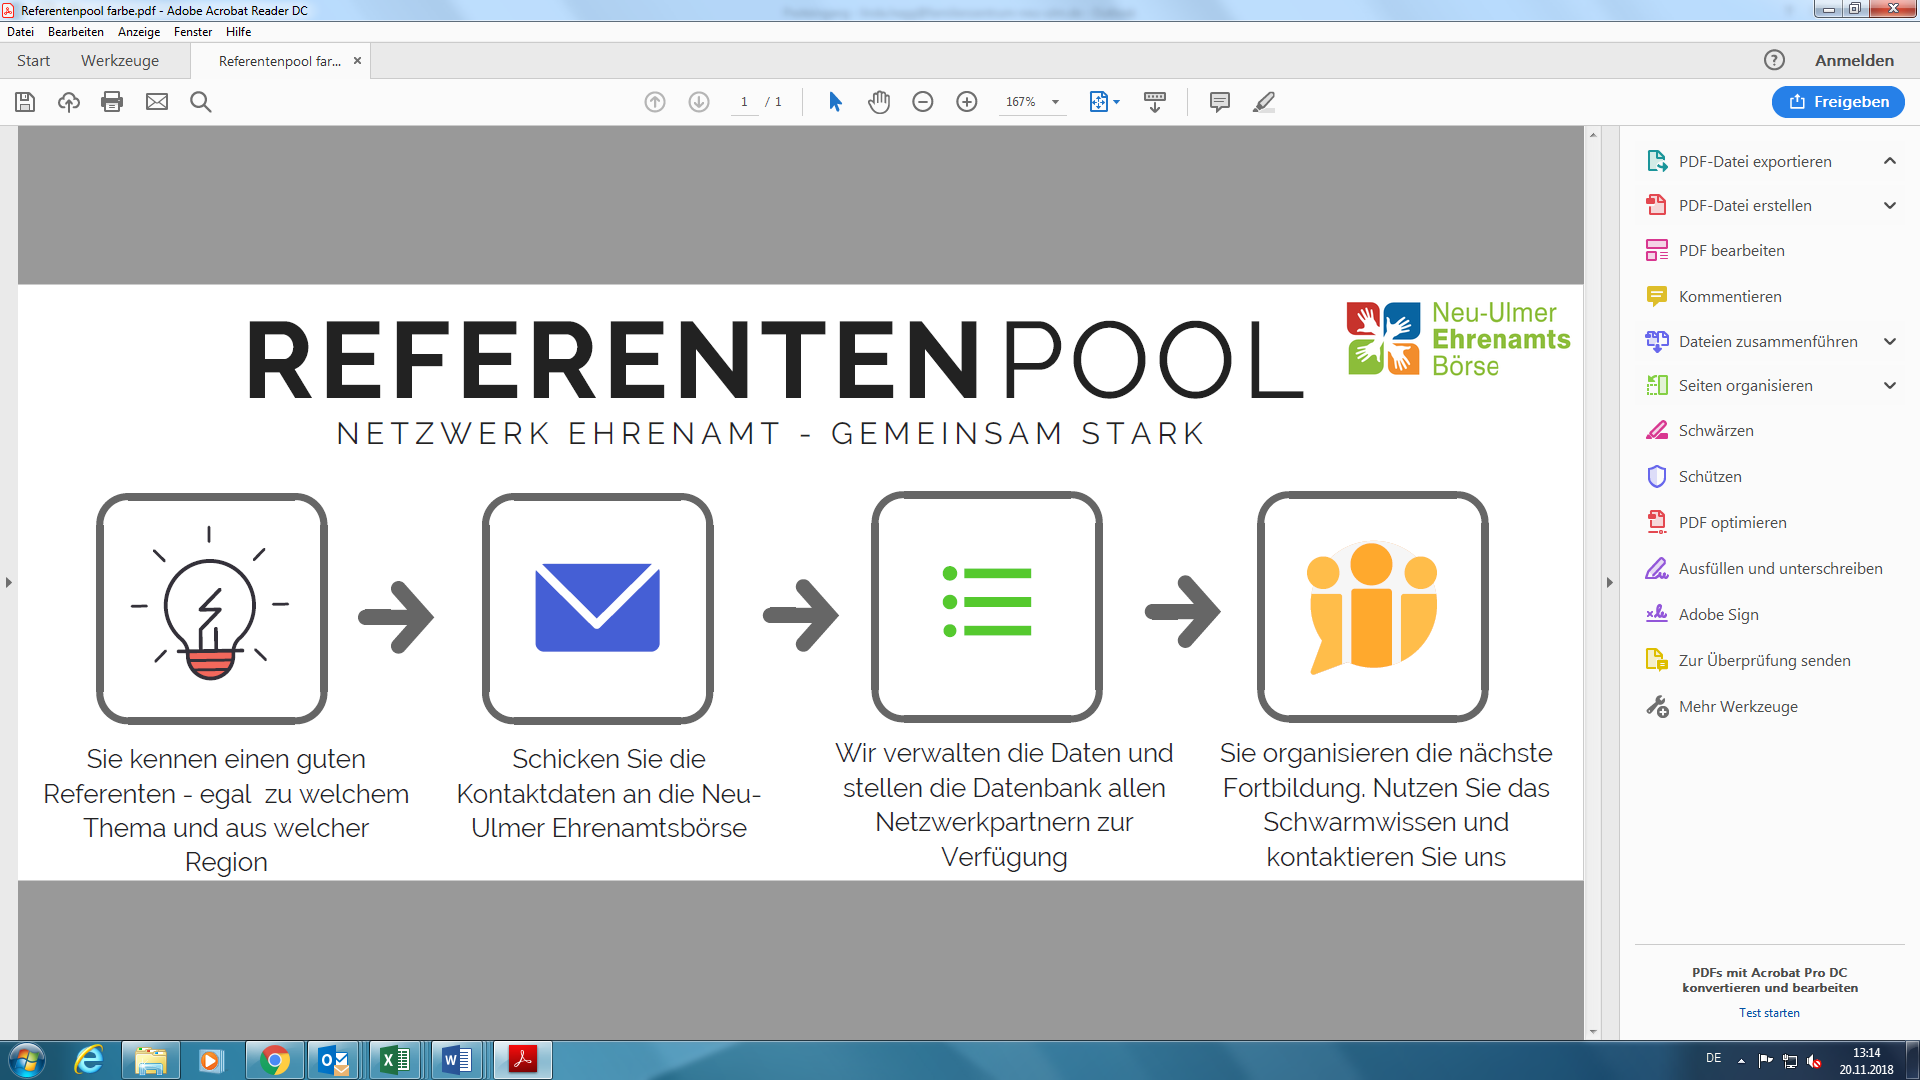 Referentenpool farbe.pdf - Adobe Acrobat Reader DC
Datei Bearbeiten Anzeige Fenster Hilfe
Start Werkzeuge Referentenpool far... × ? Anmelden
1 / 1 167% Freigeben
REFERENTENPOOL
NETZWERK EHRENAMT - GEMEINSAM STARK
Neu-Ulmer
Ehrenamts
Börse
Sie kennen einen guten
Referenten - egal zu welchem
Thema und aus welcher
Region
Schicken Sie die
Kontaktdaten an die Neu-
Ulmer Ehrenamtsbörse
Wir verwalten die Daten und
stellen die Datenbank allen
Netzwerkpartnern zur
Verfügung
Sie organisieren die nächste
Fortbildung. Nutzen Sie das
Schwarmwissen und
kontaktieren Sie uns
PDF-Datei exportieren
PDF-Datei erstellen
PDF bearbeiten
Kommentieren
Dateien zusammenführen
Seiten organisieren
Schwärzen
Schützen
PDF optimieren
Ausfüllen und unterschreiben
Adobe Sign
Zur Überprüfung senden
Mehr Werkzeuge
PDFs mit Acrobat Pro DC
konvertieren und bearbeiten
Test starten
DE
13:14
20.11.2018